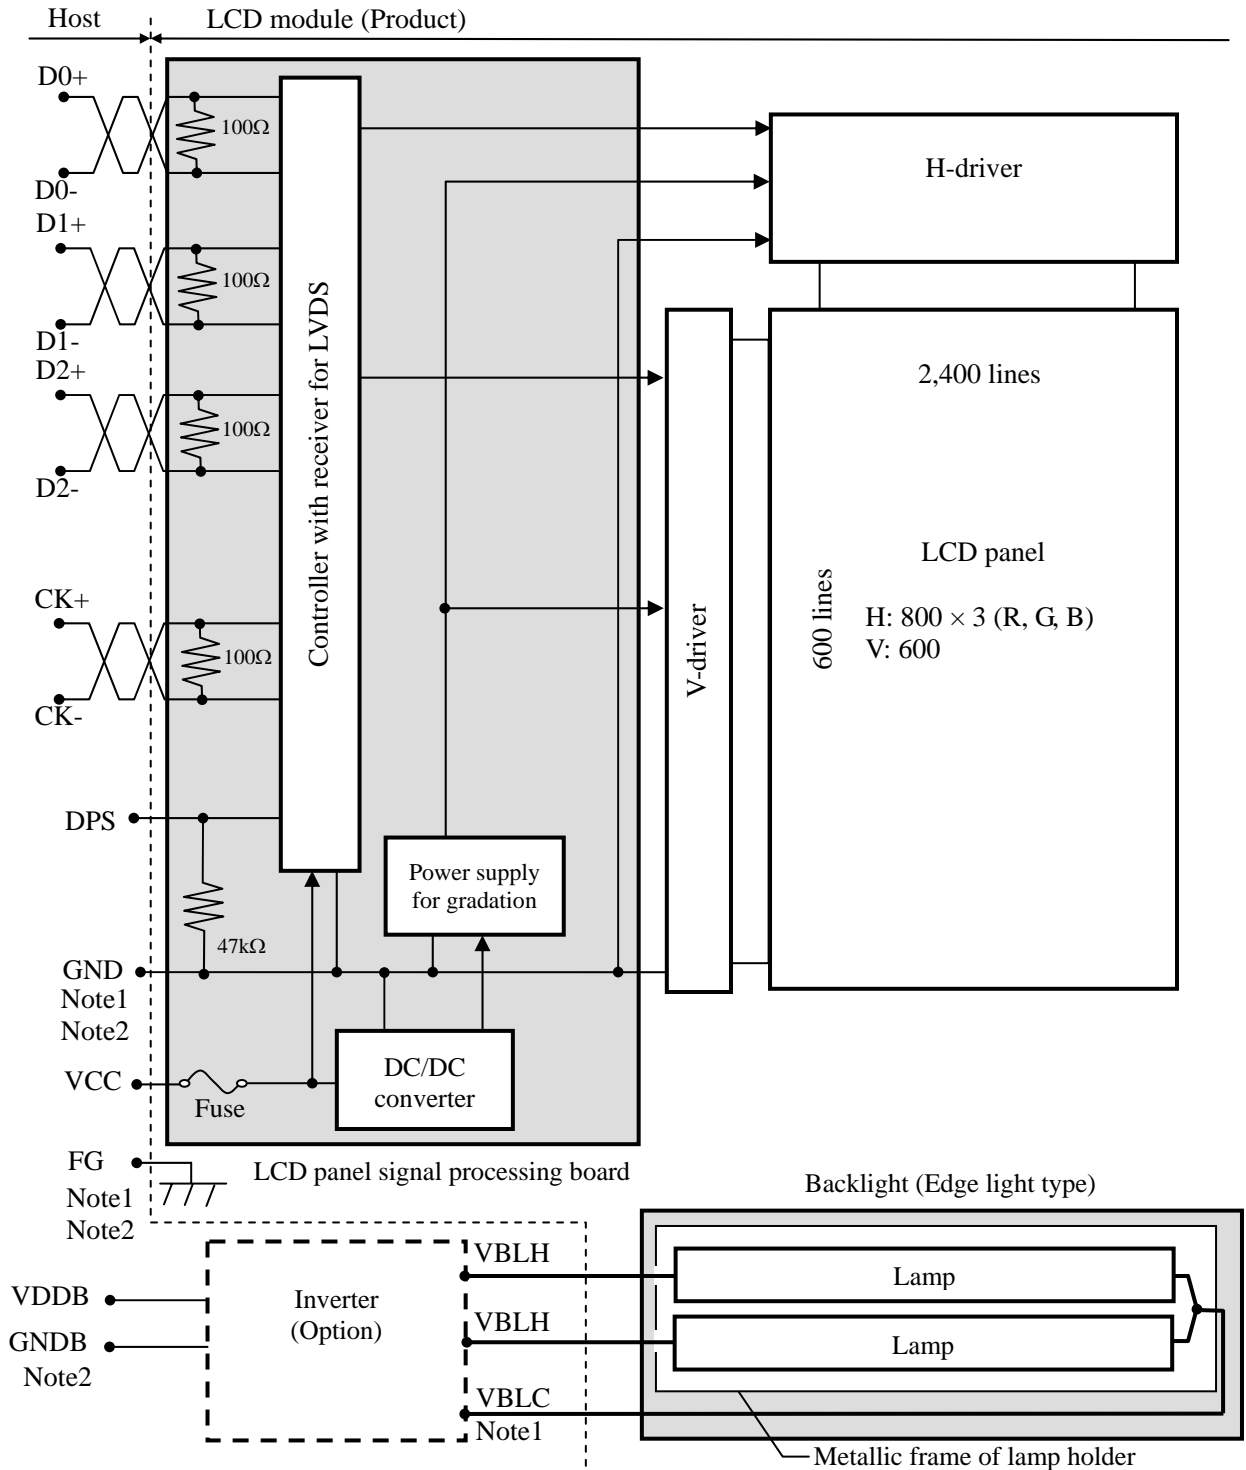 Host
LCD module (Product)
D0+
100Ω
D0-
H-driver
D1+
100Ω
D1-
D2+
100Ω
D2-
Controller with receiver for LVDS
2,400 lines
600 lines
LCD panel
H: 800 × 3 (R, G, B)
V: 600
V-driver
CK+
100Ω
CK-
DPS
47kΩ
Power supply
for gradation
GND
Note1
Note2
VCC
Fuse
DC/DC
converter
FG
Note1
Note2
LCD panel signal processing board
Backlight (Edge light type)
VDDB
GNDB
Note2
Inverter
(Option)
VBLH
VBLH
VBLC
Note1
Lamp
Lamp
Metallic frame of lamp holder